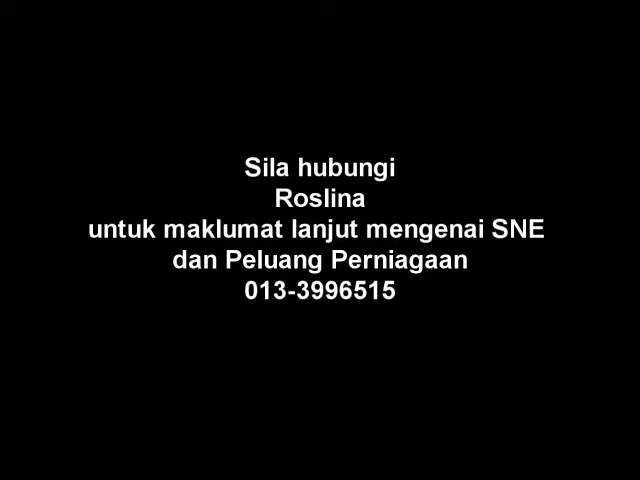 Sila hubungi
Roslina
untuk maklumat lanjut mengenai SNE
dan Peluang Perniagaan
013-3996515